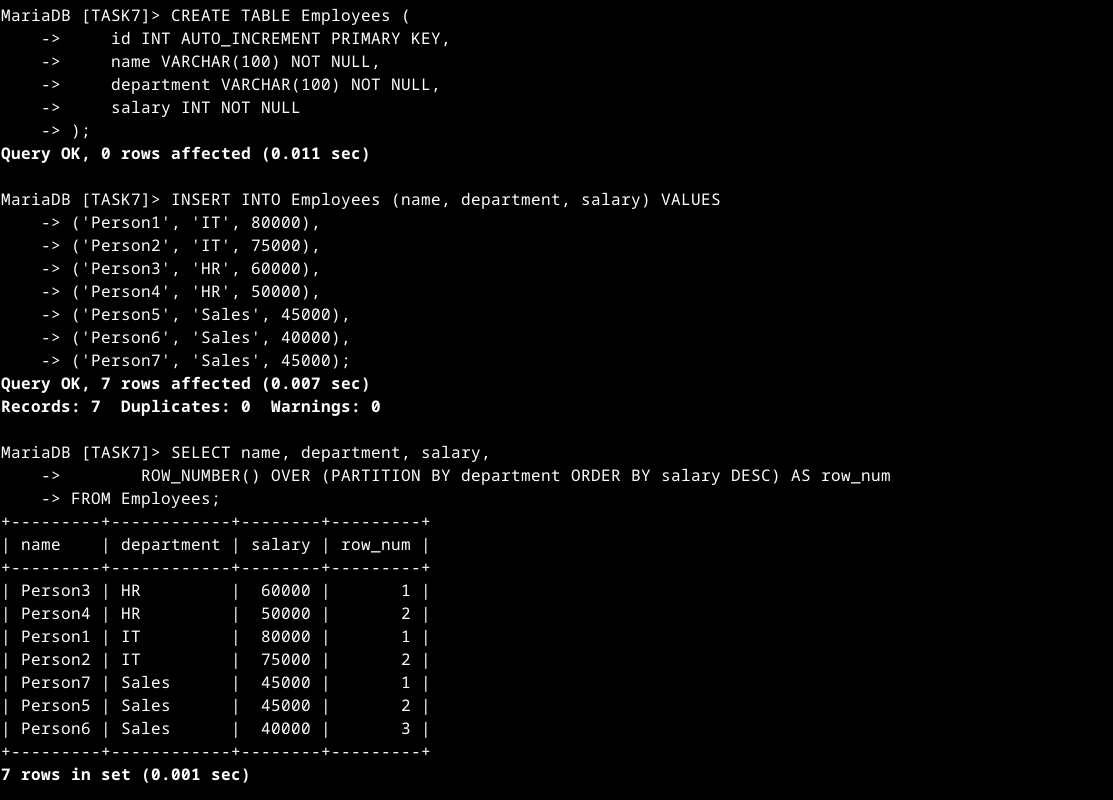 MariaDB [TASK7]> CREATE TABLE Employees (
    ->     id INT AUTO_INCREMENT PRIMARY KEY,
    ->     name VARCHAR(100) NOT NULL,
    ->     department VARCHAR(100) NOT NULL,
    ->     salary INT NOT NULL
    -> );
Query OK, 0 rows affected (0.011 sec)

MariaDB [TASK7]> INSERT INTO Employees (name, department, salary) VALUES
    -> ('Person1', 'IT', 80000),
    -> ('Person2', 'IT', 75000),
    -> ('Person3', 'HR', 60000),
    -> ('Person4', 'HR', 50000),
    -> ('Person5', 'Sales', 45000),
    -> ('Person6', 'Sales', 40000),
    -> ('Person7', 'Sales', 45000);
Query OK, 7 rows affected (0.007 sec)
Records: 7  Duplicates: 0  Warnings: 0

MariaDB [TASK7]> SELECT name, department, salary,
    ->        ROW_NUMBER() OVER (PARTITION BY department ORDER BY salary DESC) AS row_num
    -> FROM Employees;
+---------+------------+--------+---------+
| name    | department | salary | row_num |
+---------+------------+--------+---------+
| Person3 | HR         |  60000 |       1 |
| Person4 | HR         |  50000 |       2 |
| Person1 | IT         |  80000 |       1 |
| Person2 | IT         |  75000 |       2 |
| Person7 | Sales      |  45000 |       1 |
| Person5 | Sales      |  45000 |       2 |
| Person6 | Sales      |  40000 |       3 |
+---------+------------+--------+---------+
7 rows in set (0.001 sec)